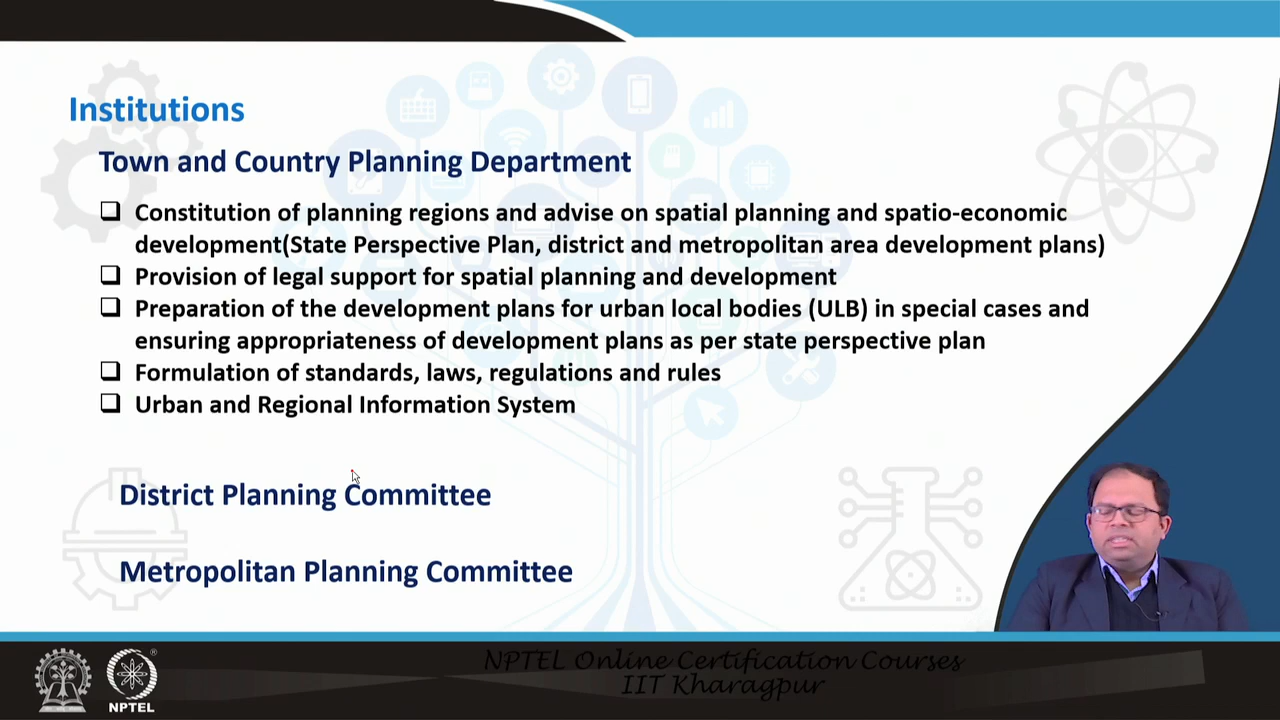 Institutions
Town and Country Planning Department
❑ Constitution of planning regions and advise on spatial planning and spatio-economic
development(State Perspective Plan, district and metropolitan area development plans)
❑ Provision of legal support for spatial planning and development
❑ Preparation of the development plans for urban local bodies (ULB) in special cases and
ensuring appropriateness of development plans as per state perspective plan
❑ Formulation of standards, laws, regulations and rules
❑ Urban and Regional Information System
District Planning Committee
Metropolitan Planning Committee
NPTEL Online Certification Courses
IIT Kharagpur
NPTEL